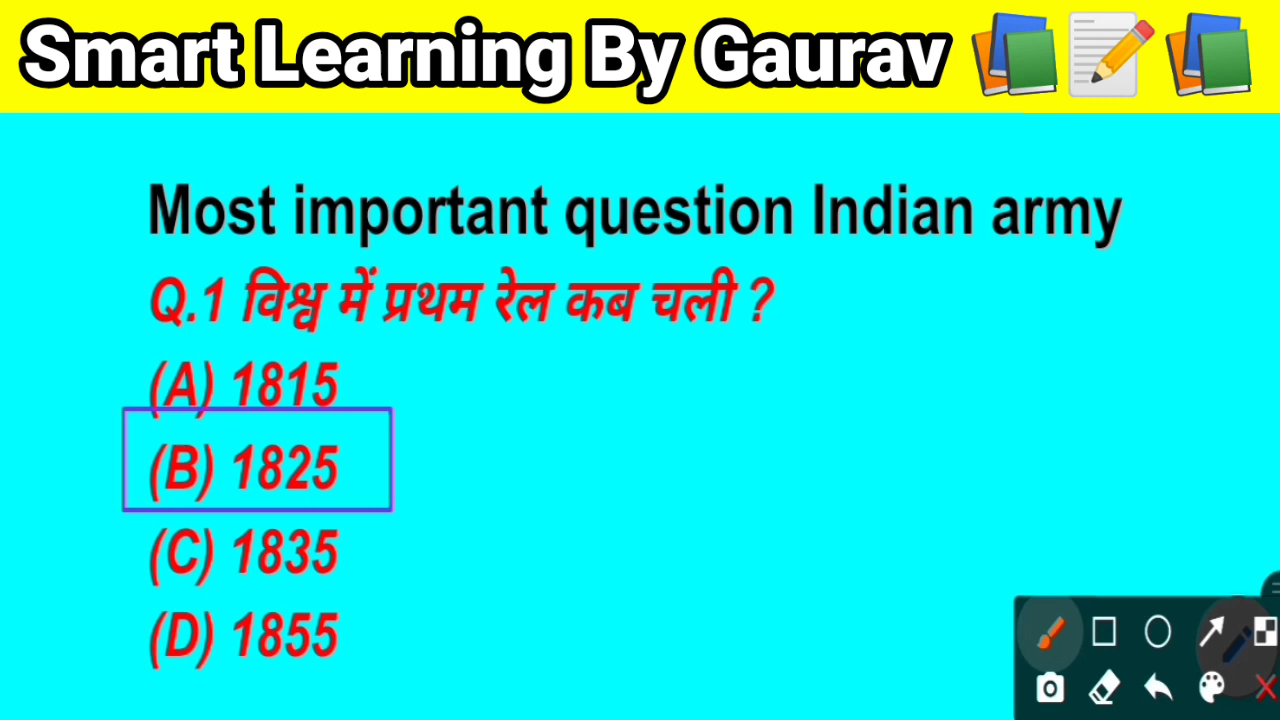 Smart Learning By Gaurav
Most important question Indian army
Q.1 विश्व में प्रथम रेल कब चली ?
(A) 1815
(B) 1825
(C) 1835
(D) 1855